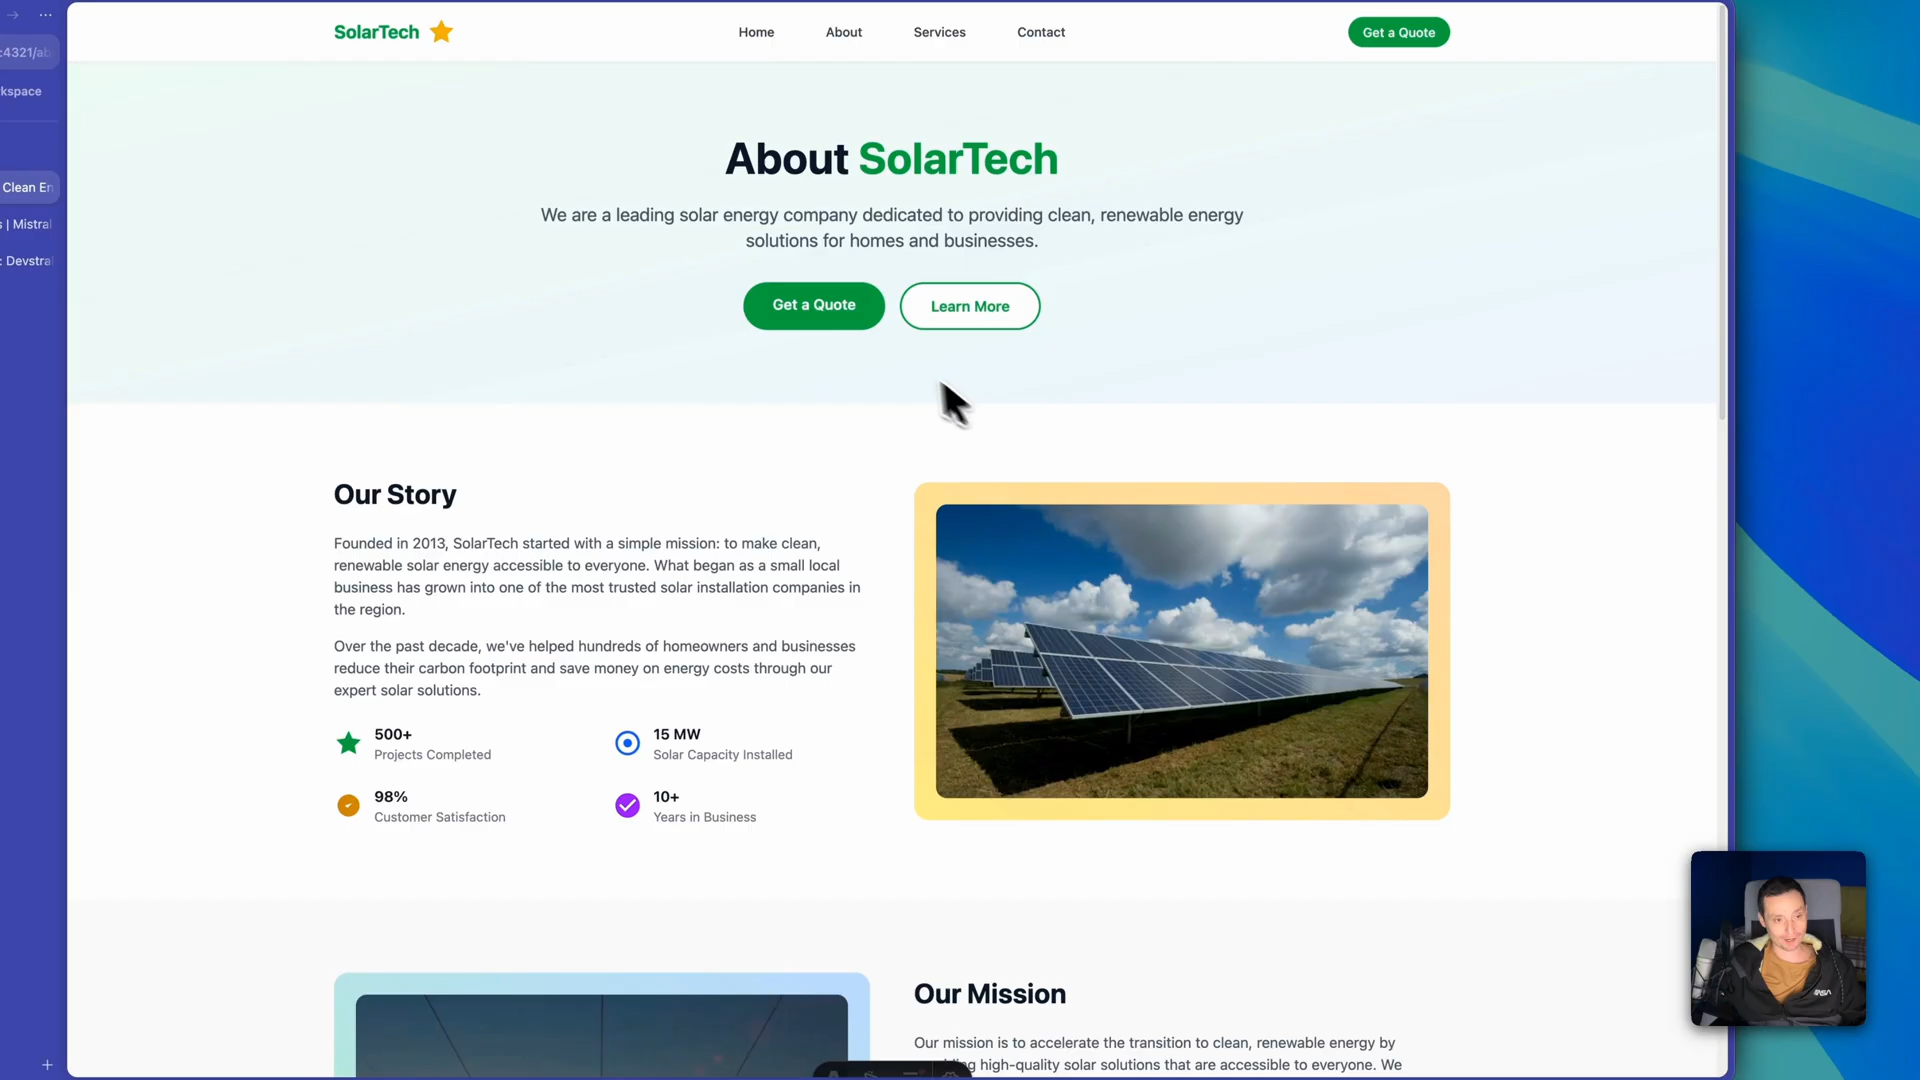 SolarTech
Home
About
Services
Contact
Get a Quote
:4321/ab
kspace
Clean En
s | Mistral
: Devstra
About SolarTech
We are a leading solar energy company dedicated to providing clean, renewable energy
solutions for homes and businesses.
Get a Quote
Learn More
Our Story
Founded in 2013, SolarTech started with a simple mission: to make clean,
renewable solar energy accessible to everyone. What began as a small local
business has grown into one of the most trusted solar installation companies in
the region.
Over the past decade, we've helped hundreds of homeowners and businesses
reduce their carbon footprint and save money on energy costs through our
expert solar solutions.
500+
Projects Completed
15 MW
Solar Capacity Installed
98%
Customer Satisfaction
10+
Years in Business
Our Mission
Our mission is to accelerate the transition to clean, renewable energy by
high-quality solar solutions that are accessible to everyone. We